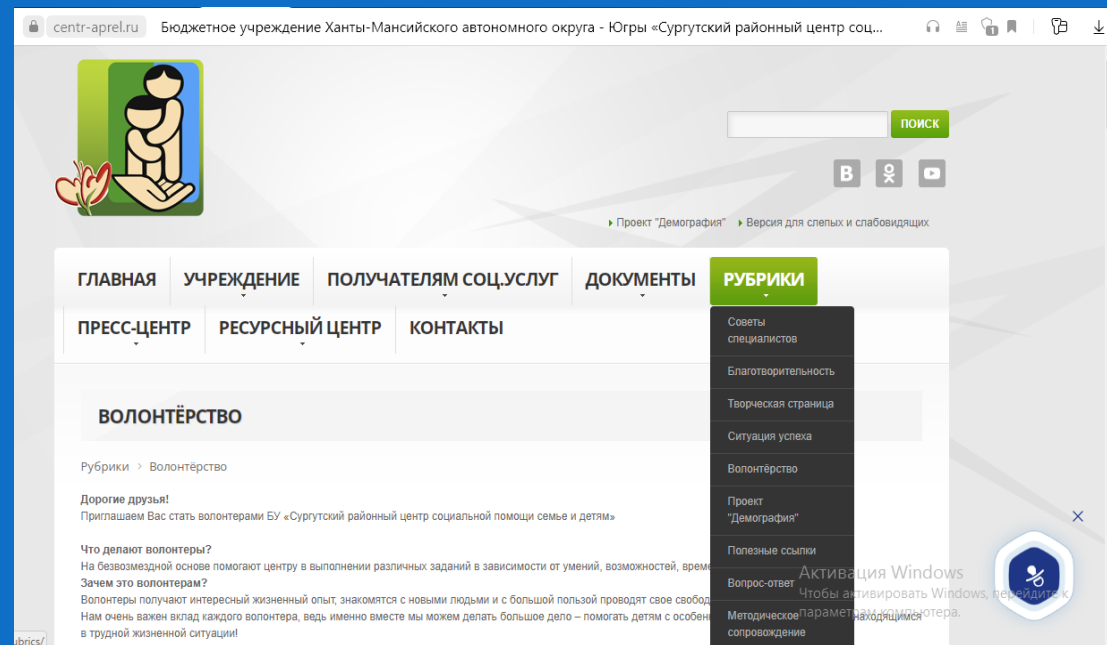 centr-aprel.ru Бюджетное учреждение Ханты-Мансийского автономного округа - Югры «Сургутский районный центр соц...
1
ПОИСК
В
Проект "Демография" Версия для слепых и слабовидящих
ГЛАВНАЯ УЧРЕЖДЕНИЕ ПОЛУЧАТЕЛЯМ СОЦ.УСЛУГ ДОКУМЕНТЫ РУБРИКИ
ПРЕСС-ЦЕНТР РЕСУРСНЫЙ ЦЕНТР КОНТАКТЫ
Советы
специалистов
Благотворительность
Творческая страница
Ситуация успеха
Волонтёрство
Проект
"Демография"
Полезные ссылки
Вопрос-ответ
Методическое
сопровождение
ВОЛОНТЁРСТВО
Рубрики > Волонтёрство
Дорогие друзья!
Приглашаем Вас стать волонтерами БУ «Сургутский районный центр социальной помощи семье и детям»
Что делают волонтеры?
На безвозмездной основе помогают центру в выполнении различных заданий в зависимости от умений, возможностей,
Зачем это волонтерам?
Волонтеры получают интересный жизненный опыт, знакомятся с новыми людьми и с большой пользой проводят свое
Нам очень важен вклад каждого волонтера, ведь именно вместе мы можем делать большое дело – помогать детям с находящимся
в трудной жизненной ситуации!
Активация Windows
Чтобы активировать Windows, перейдите к
параметрам компьютера.
ubrics/